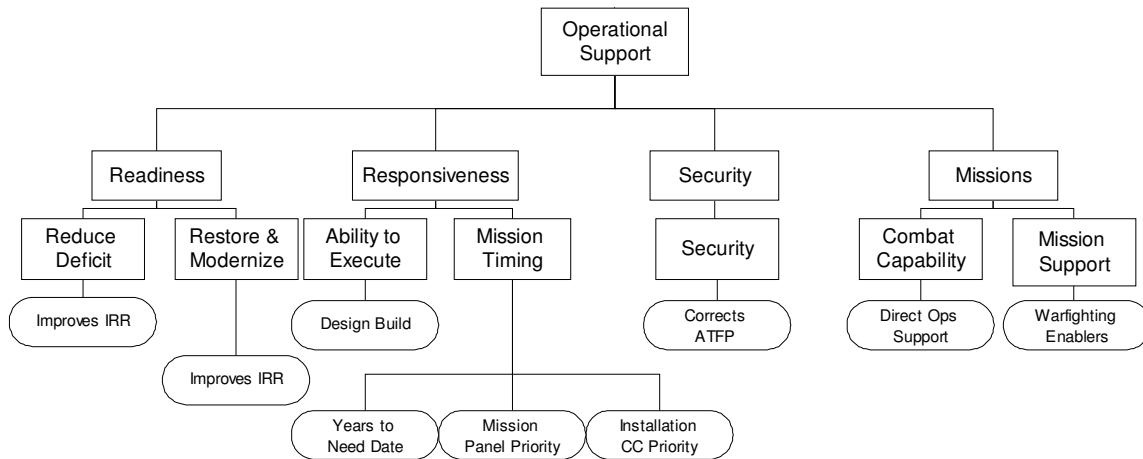 Operational
Support
Readiness
Responsiveness
Security
Missions
Reduce
Deficit
Restore &
Modernize
Ability to
Execute
Mission
Timing
Security
Combat
Capability
Mission
Support
Improves IRR
Design Build
Corrects
ATFP
Direct Ops
Support
Warfighting
Enablers
Improves IRR
Years to
Need Date
Mission
Panel Priority
Installation
CC Priority